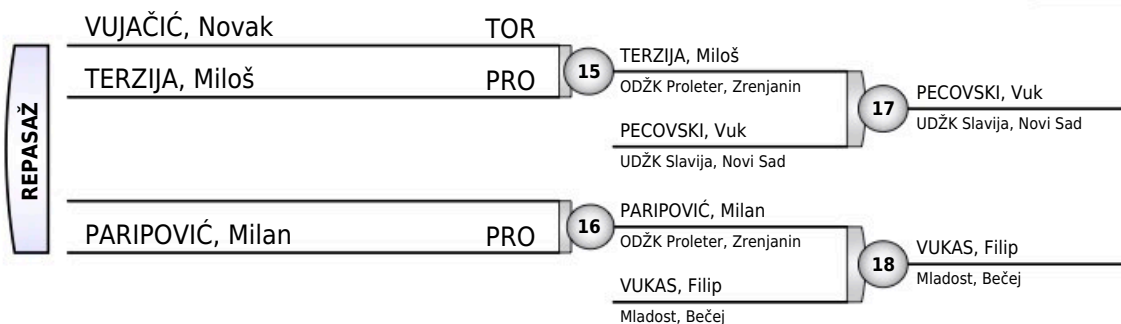 REPASAŽ
VUJAČIĆ, Novak TOR
TERZIJA, Miloš PRO
15
TERZIJA, Miloš
ODŽK Proleter, Zrenjanin
PECOVSKI, Vuk
UDŽK Slavija, Novi Sad
17
PECOVSKI, Vuk
UDŽK Slavija, Novi Sad
PARIPOVIĆ, Milan PRO
16
PARIPOVIĆ, Milan
ODŽK Proleter, Zrenjanin
VUKAS, Filip
Mladost, Bečej
18
VUKAS, Filip
Mladost, Bečej